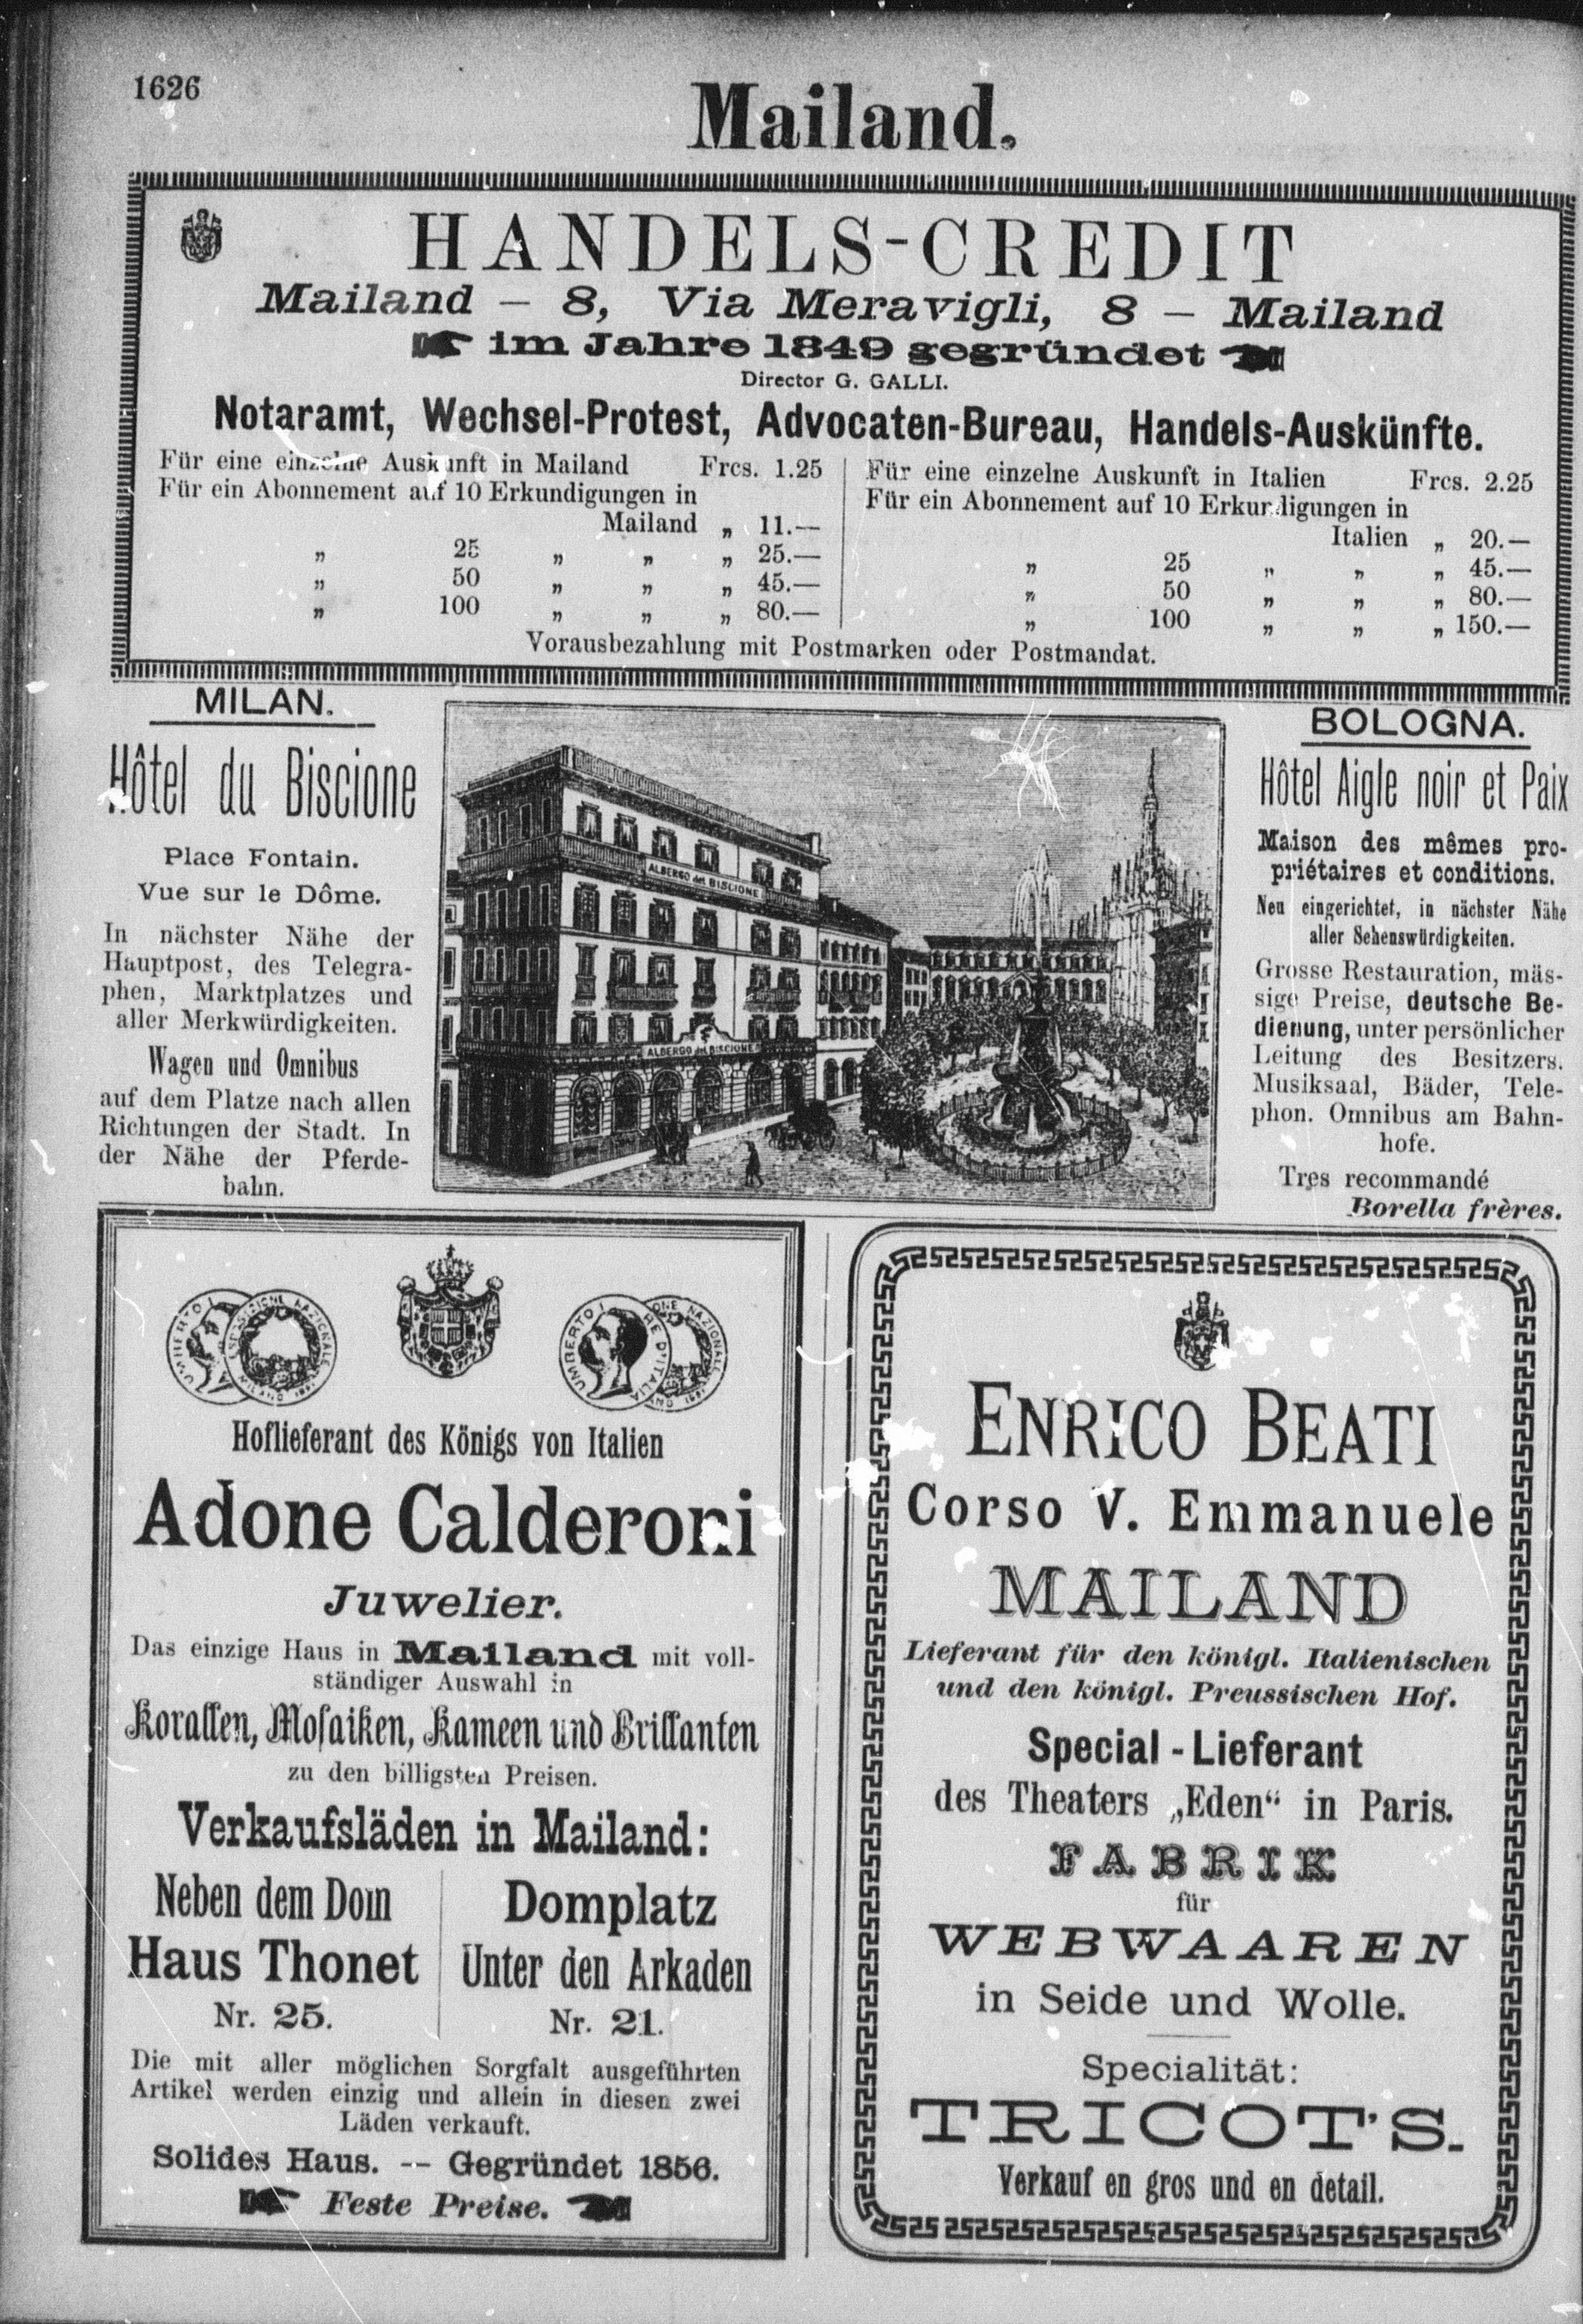 1626
Mailand.
HANDELS-CREDIT
Mailand – 8, Via Meravigli, 8 – Mailand
im Jahre 1849 gegründet
Director G. GALLI.
Notaramt, Wechsel-Protest, Advocaten-Bureau, Handels-Auskünfte.
Für eine einzelne Auskunft in Mailand Frcs. 1.25
Für ein Abonnement auf 10 Erkundigungen in
Mailand „ 11.—
„ 25 „ „ „ 25.—
„ 50 „ „ „ 45.—
„ 100 „ „ „ 80.—
Für eine einzelne Auskunft in Italien Frcs. 2.25
Für ein Abonnement auf 10 Erkundigungen in
Italien „ 20.—
„ 25 „ „ „ 45.—
„ 50 „ „ „ 80.—
„ 100 „ „ „ 150.—
Vorausbezahlung mit Postmarken oder Postmandat.
MILAN.
Hôtel du Biscione
Place Fontain.
Vue sur le Dôme.
In nächster Nähe der
Hauptpost, des Telegra-
phen, Marktplatzes und
aller Merkwürdigkeiten.
Wagen und Omnibus
auf dem Platze nach allen
Richtungen der Stadt. In
der Nähe der Pferde-
bahn.
ALBERGO del BISCIONE
ALBERGO del BISCIONE
BOLOGNA.
Hôtel Aigle noir et Paix
Maison des mêmes pro-
priétaires et conditions.
Neu eingerichtet, in nächster Nähe
aller Sehenswürdigkeiten.
Grosse Restauration, mäs-
sige Preise, deutsche Be-
dienung, unter persönlicher
Leitung des Besitzers.
Musiksaal, Bäder, Tele-
phon. Omnibus am Bahn-
hofe.
Tres recommandé
Borella frères.
UMBERTO I
ESPOSIZIONE NAZIONALE
UMBERTO I RE D'ITALIA
ONE NAZIONALE
Hoflieferant des Königs von Italien
Adone Calderoni
Juwelier.
Das einzige Haus in Mailand mit voll-
ständiger Auswahl in
Korallen, Mosaiken, Kameen und Brillanten
zu den billigsten Preisen.
Verkaufsläden in Mailand:
Neben dem Dom
Haus Thonet
Nr. 25.
Domplatz
Unter den Arkaden
Nr. 21.
Die mit aller möglichen Sorgfalt ausgeführten
Artikel werden einzig und allein in diesen zwei
Läden verkauft.
Solides Haus. -- Gegründet 1856.
Feste Preise.
ENRICO BEATI
Corso V. Emmanuele
MAILAND
Lieferant für den königl. Italienischen
und den königl. Preussischen Hof.
Special-Lieferant
des Theaters „Eden“ in Paris.
FABRIK
für
WEBWAAREN
in Seide und Wolle.
Specialität:
TRICOT'S.
Verkauf en gros und en detail.